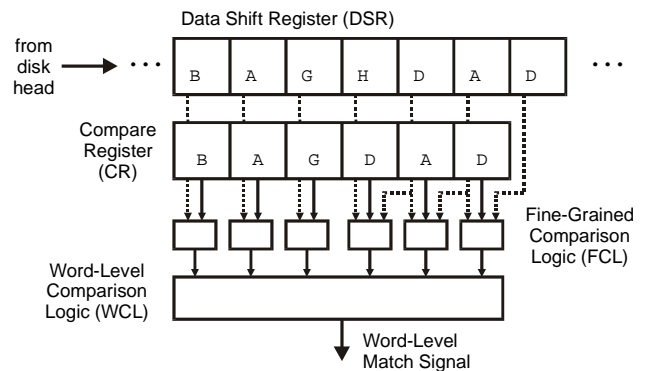 Data Shift Register (DSR)
from
disk
head
B A G H D A D
Compare
Register
(CR)
B A G D A D
Fine-Grained
Comparison
Logic (FCL)
Word-Level
Comparison
Logic (WCL)
Word-Level
Match Signal